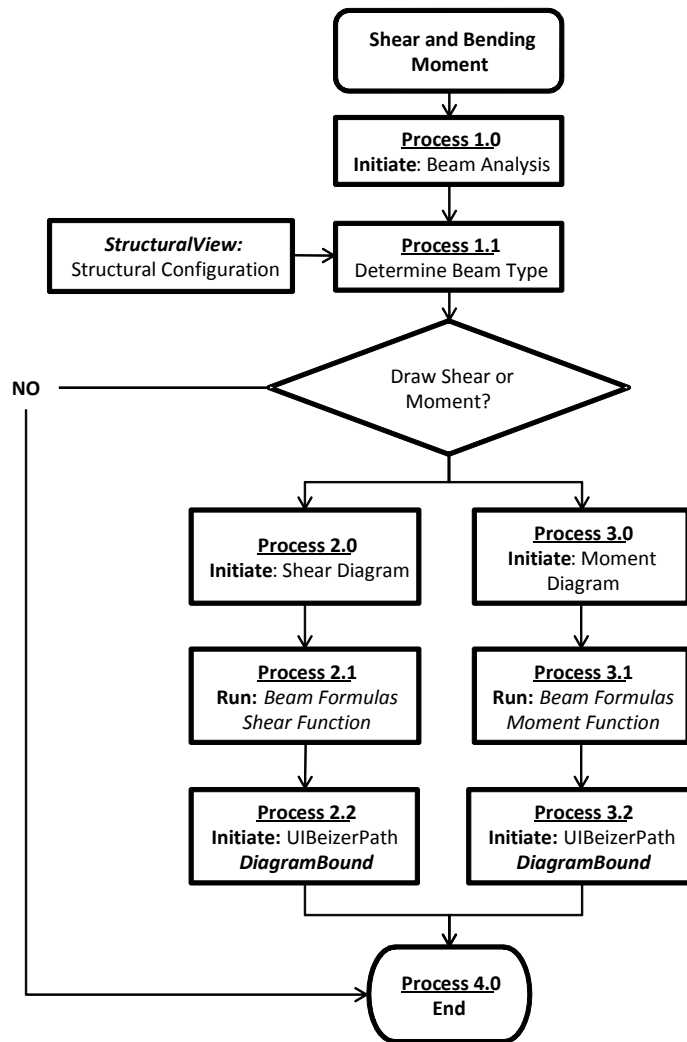 Shear and Bending
Moment
Process 1.0
Initiate: Beam Analysis
StructuralView:
Structural Configuration
Process 1.1
Determine Beam Type
Draw Shear or
Moment?
NO
Process 2.0
Initiate: Shear Diagram
Process 3.0
Initiate: Moment
Diagram
Process 2.1
Run: Beam Formulas
Shear Function
Process 3.1
Run: Beam Formulas
Moment Function
Process 2.2
Initiate: UIBeizerPath
DiagramBound
Process 3.2
Initiate: UIBeizerPath
DiagramBound
Process 4.0
End